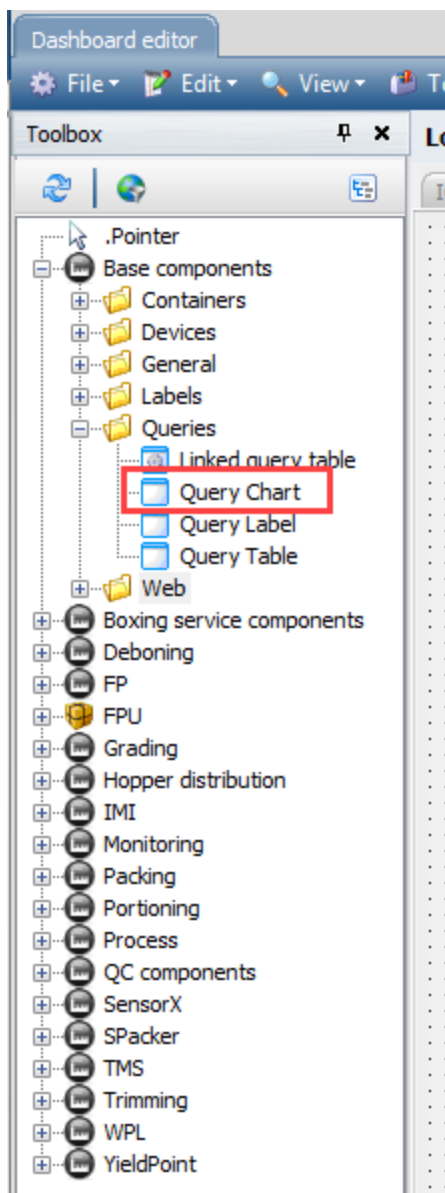 Dashboard editor
File Edit View
Toolbox
.Pointer
Base components
Containers
Devices
General
Labels
Queries
Linked query table
Query Chart
Query Label
Query Table
Web
Boxing service components
Deboning
FP
FPU
Grading
Hopper distribution
IMI
Monitoring
Packing
Portioning
Process
QC components
SensorX
SPacker
TMS
Trimming
WPL
YieldPoint